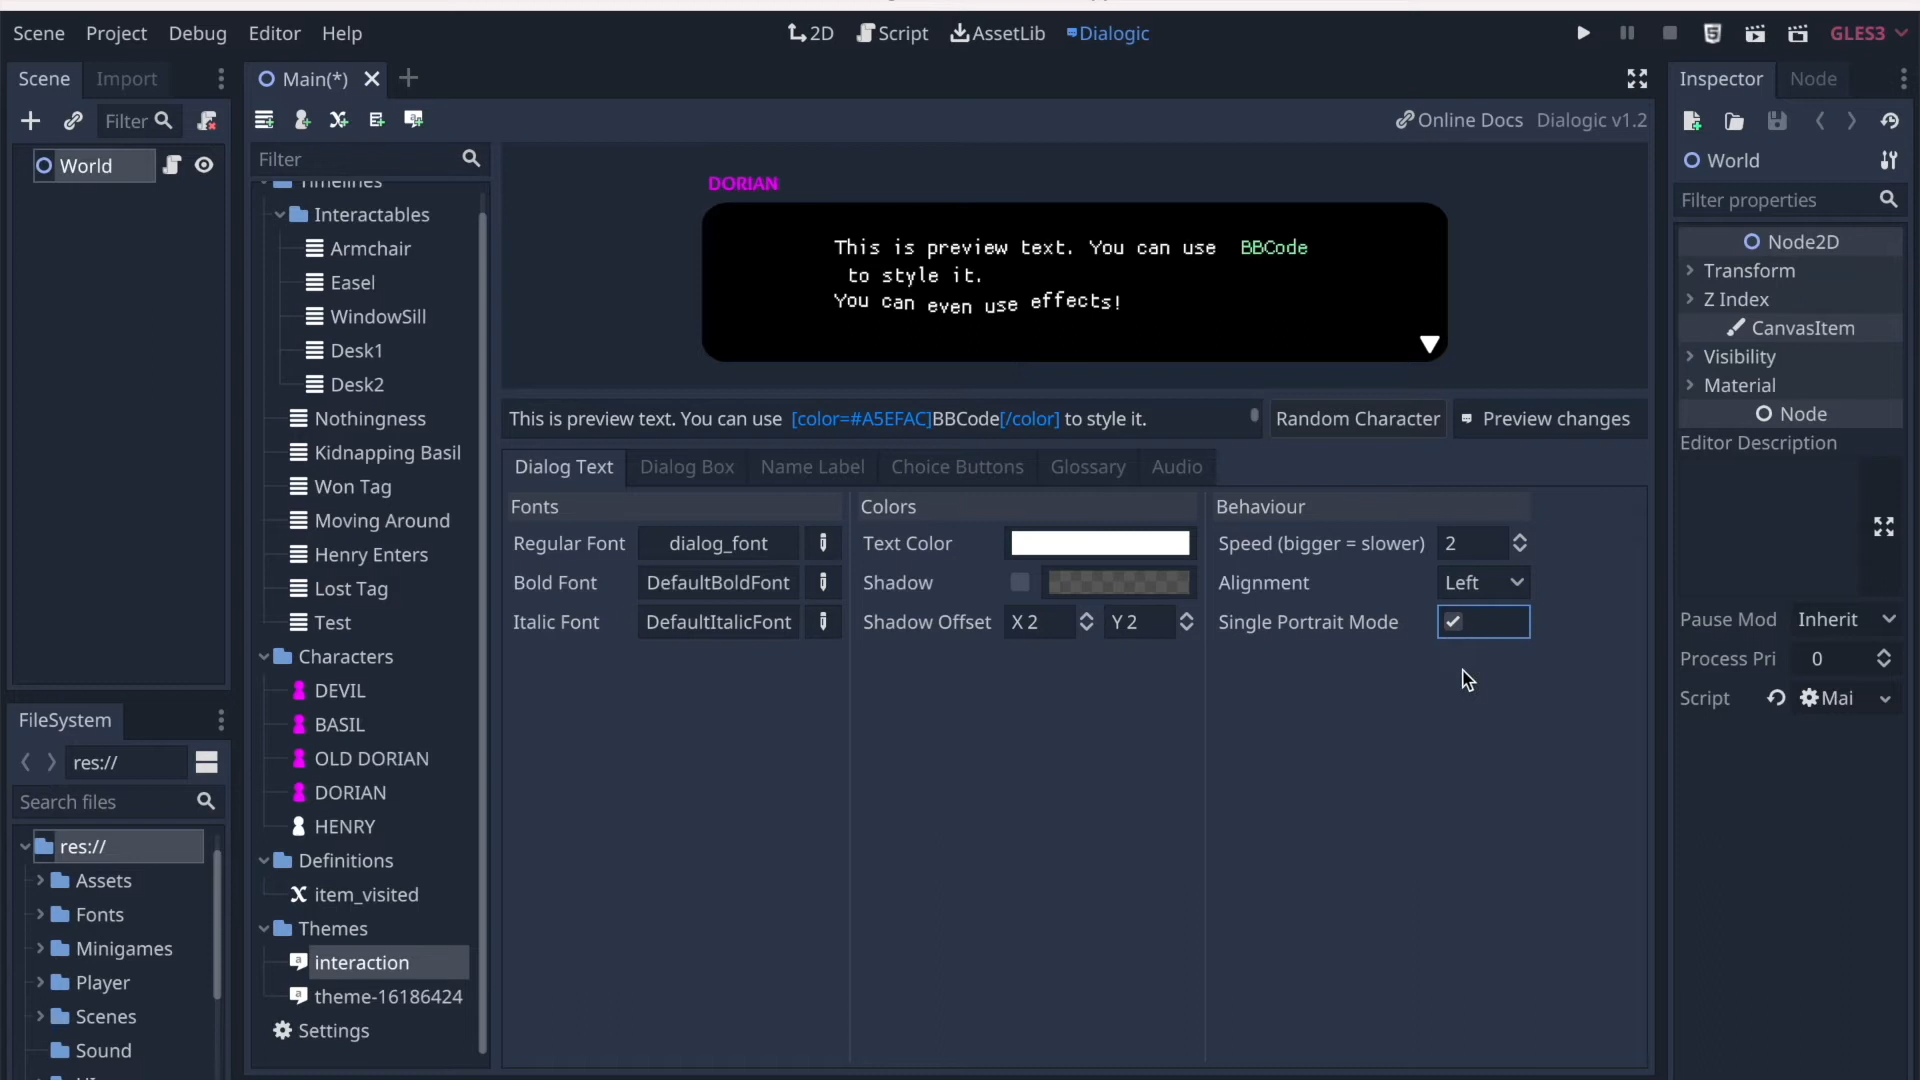 Scene Project Debug Editor Help
2D Script AssetLib Dialogic
GLES3
Scene Import
Filter
World
Main(*)
Online Docs Dialogic v1.2
Filter
Timelines
Interactables
Armchair
Easel
WindowSill
Desk1
Desk2
Nothingness
Kidnapping Basil
Won Tag
Moving Around
Henry Enters
Lost Tag
Test
Characters
DEVIL
BASIL
OLD DORIAN
DORIAN
HENRY
Definitions
item_visited
Themes
interaction
theme-16186424
Settings
DORIAN
This is preview text. You can use BBCode
to style it.
You can even use effects!
This is preview text. You can use [color=#A5EFAC]BBCode[/color] to style it.
Random Character Preview changes
Dialog Text Dialog Box Name Label Choice Buttons Glossary Audio
Fonts
Regular Font dialog_font
Bold Font DefaultBoldFont
Italic Font DefaultItalicFont
Colors
Text Color
Shadow
Shadow Offset X 2 Y 2
Behaviour
Speed (bigger = slower) 2
Alignment Left
Single Portrait Mode
FileSystem
res://
Search files
res://
Assets
Fonts
Minigames
Player
Scenes
Sound
Inspector Node
World
Filter properties
Node2D
Transform
Z Index
CanvasItem
Visibility
Material
Node
Editor Description
Pause Mod Inherit
Process Pri 0
Script Mai